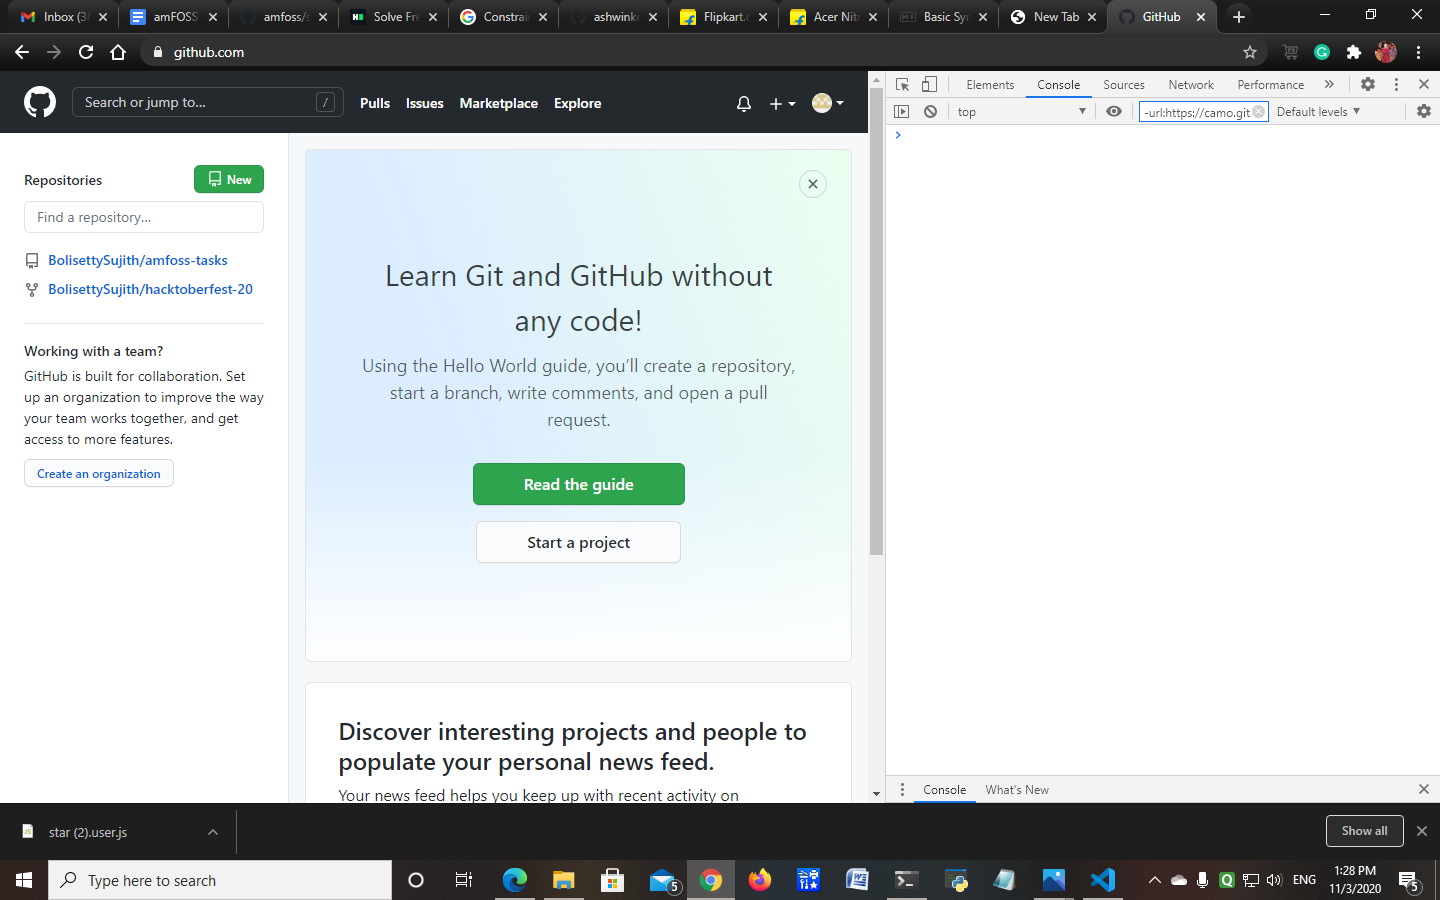 Inbox (3
amFOSS
amfoss/s
Solve Fre
Constrain
ashwinke
Flipkart.c
Acer Nitr
Basic Syn
New Tab
GitHub
github.com
Search or jump to...
/
Pulls
Issues
Marketplace
Explore
Repositories
New
Find a repository...
BolisettySujith/amfoss-tasks
BolisettySujith/hacktoberfest-20
Working with a team?
GitHub is built for collaboration. Set
up an organization to improve the way
your team works together, and get
access to more features.
Create an organization
Learn Git and GitHub without
any code!
Using the Hello World guide, you’ll create a repository,
start a branch, write comments, and open a pull
request.
Read the guide
Start a project
Discover interesting projects and people to
populate your personal news feed.
Your news feed helps you keep up with recent activity on
Elements
Console
Sources
Network
Performance
top
-url:https://camo.git
Default levels
Console
What's New
star (2).user.js
Show all
Type here to search
5
ENG
1:28 PM
11/3/2020
5